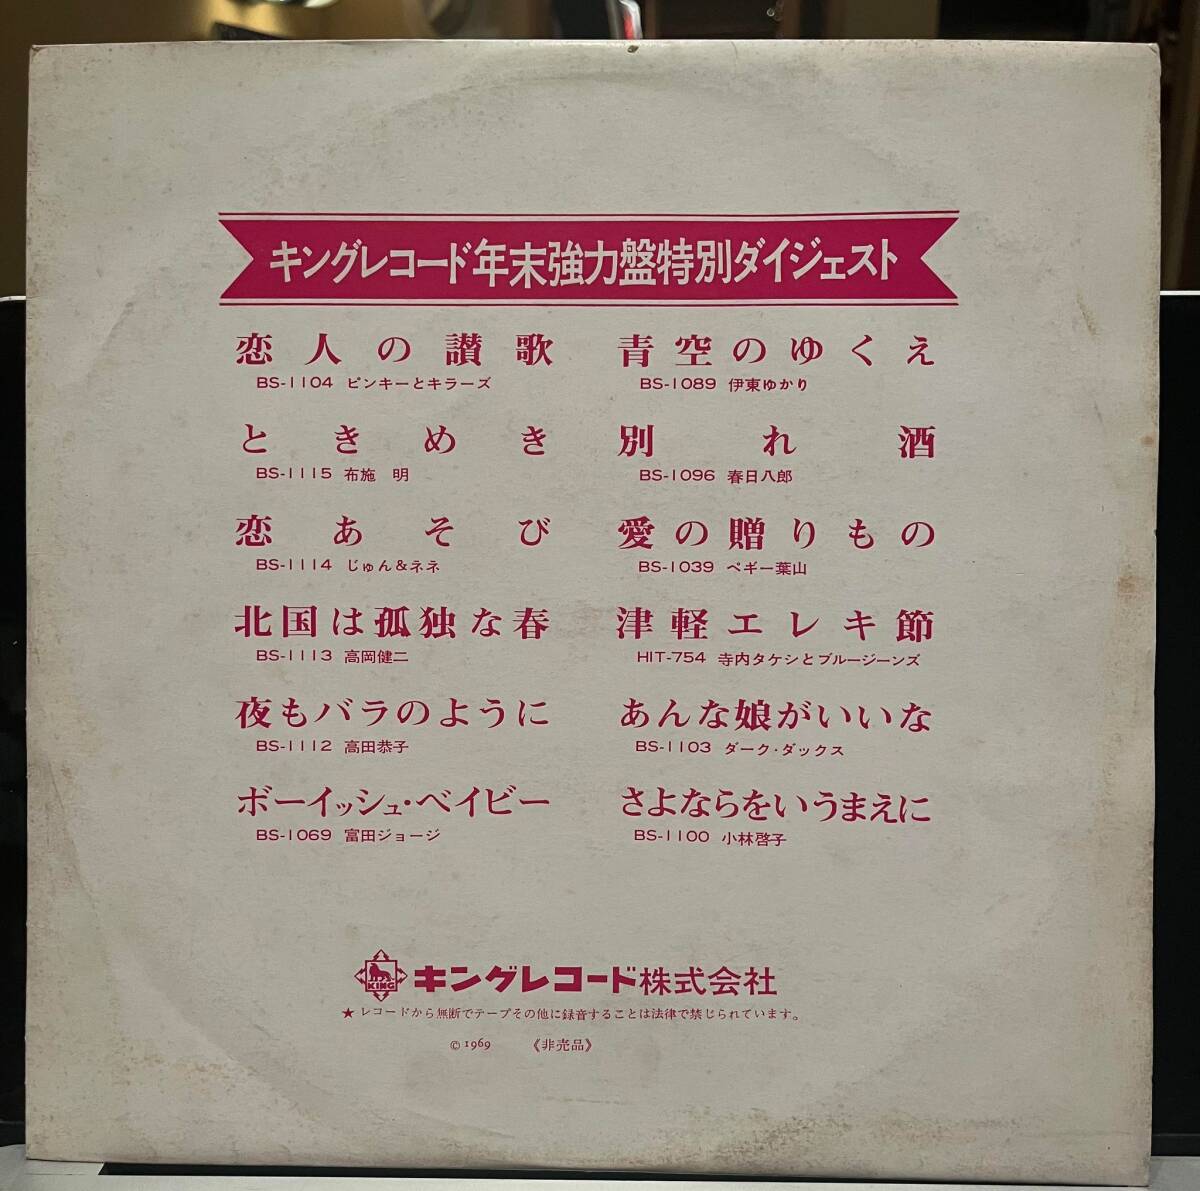 キングレコード年末強力盤特別ダイジェスト
恋人の讃歌
BS-1104 ピンキーとキラーズ
ときめき
BS-1115 布施 明
恋あそび
BS-1114 じゅん&ネネ
北国は孤独な春
BS-1113 高岡健二
夜もバラのように
BS-1112 高田恭子
ボーイッシュ・ベイビー
BS-1069 富田ジョージ
青空のゆくえ
BS-1089 伊東ゆかり
別れ酒
BS-1096 春日八郎
愛の贈りもの
BS-1039 ペギー葉山
津軽エレキ節
HIT-754 寺内タケシとブルージーンズ
あんな娘がいいな
BS-1103 ダーク・ダックス
さよならをいうまえに
BS-1100 小林啓子
KING キングレコード株式会社
★ レコードから無断でテープその他に録音することは法律で禁じられています。
© 1969 《非売品》